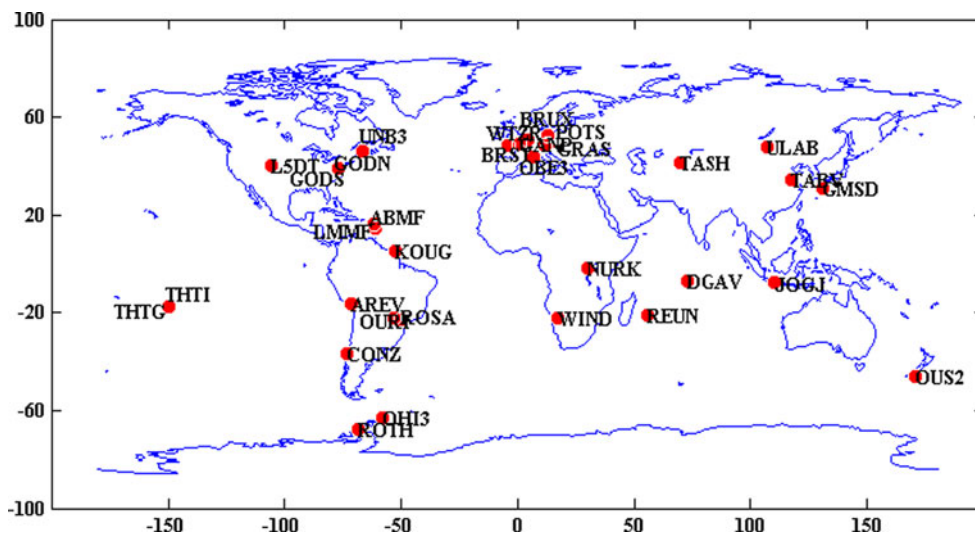 100
60
20
-20
-60
-100
-150
-100
-50
0
50
100
150
BRUX
UNB3
POTS
ULAB
L5DT
GODN
BRST
GRAS
TASH
GODS
OBE3
GMSD
ABMF
LMMF
KOUG
NURK
DGAV
JOGJ
THTI
THTG
AREV
ROSA
WIND
REUN
CONZ
OUS2
OHI3
ROTH